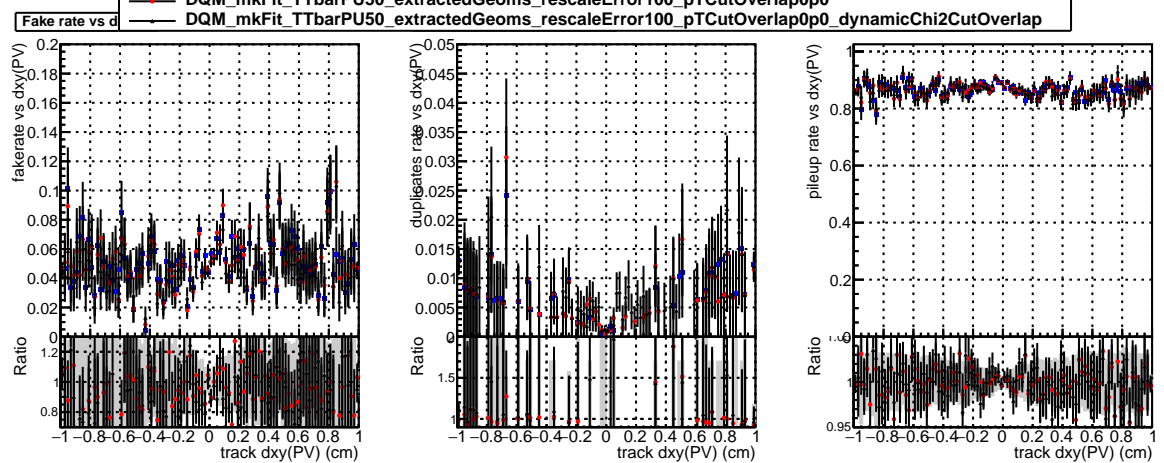 DQM_mkFit_TTbarPU50_extractedGeoms_rescaleError100_pTCutOverlap0p0
DQM_mkFit_TTbarPU50_extractedGeoms_rescaleError100_pTCutOverlap0p0_dynamicChi2CutOverlap
Fake rate vs d
fakerate vs dxy(PV)
0.2
0.18
0.16
0.14
0.12
0.1
0.08
0.06
0.04
0.02
0
Ratio
1.2
1
0.8
−1 −0.8−0.6−0.4−0.2 0 0.2 0.4 0.6 0.8 1
track dxy(PV) (cm)
duplicates rate vs dxy(PV)
0.05
0.045
0.04
0.035
0.03
0.025
0.02
0.015
0.01
0.005
0
Ratio
1.5
1
−1 −0.8−0.6−0.4−0.2 0 0.2 0.4 0.6 0.8 1
track dxy(PV) (cm)
pileup rate vs dxy(PV)
1
0.8
0.6
0.4
0.2
0
Ratio
1
0.95
−1 −0.8−0.6−0.4−0.2 0 0.2 0.4 0.6 0.8 1
track dxy(PV) (cm)